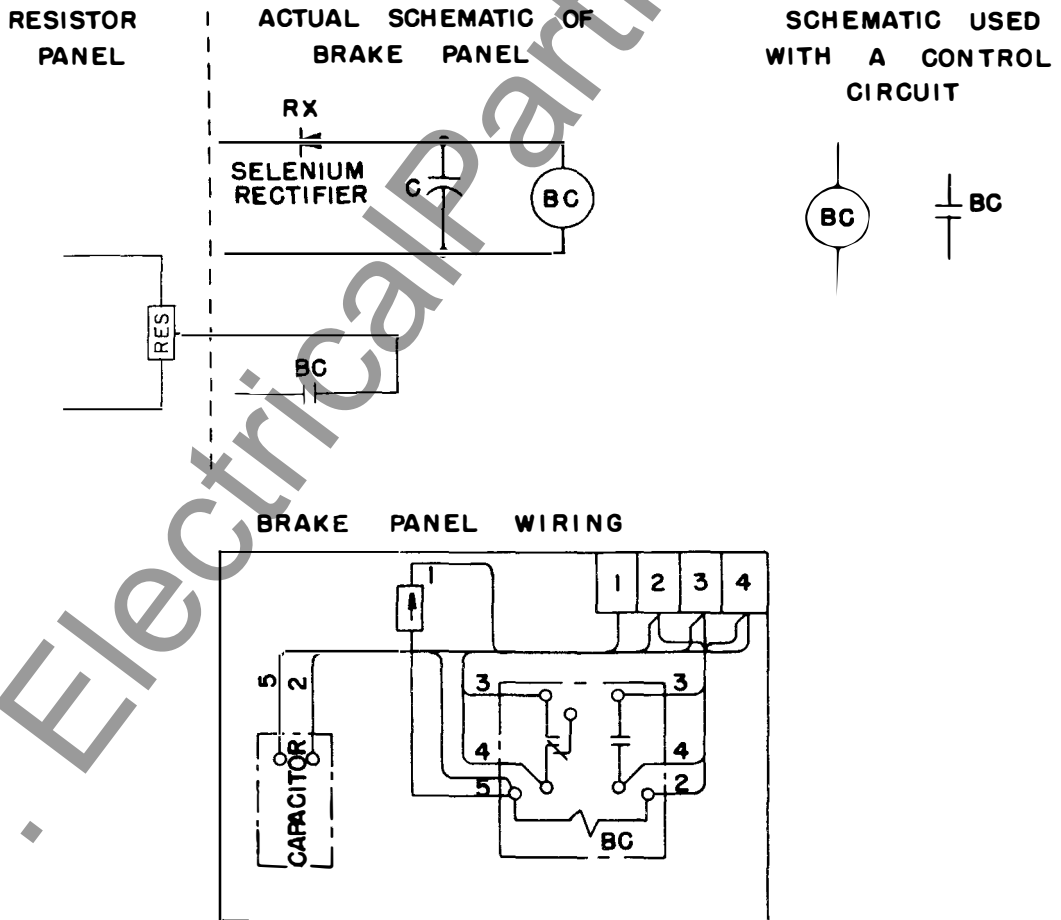 RESISTOR
PANEL
ACTUAL SCHEMATIC OF
BRAKE PANEL
SCHEMATIC USED
WITH A CONTROL
CIRCUIT
RX
SELENIUM
RECTIFIER
C
BC
BC
BC
RES
BC
BRAKE PANEL WIRING
1
1 2 3 4
5 2
3 3
4 4
5 2
CAPACITOR
BC
. ElectricalPart